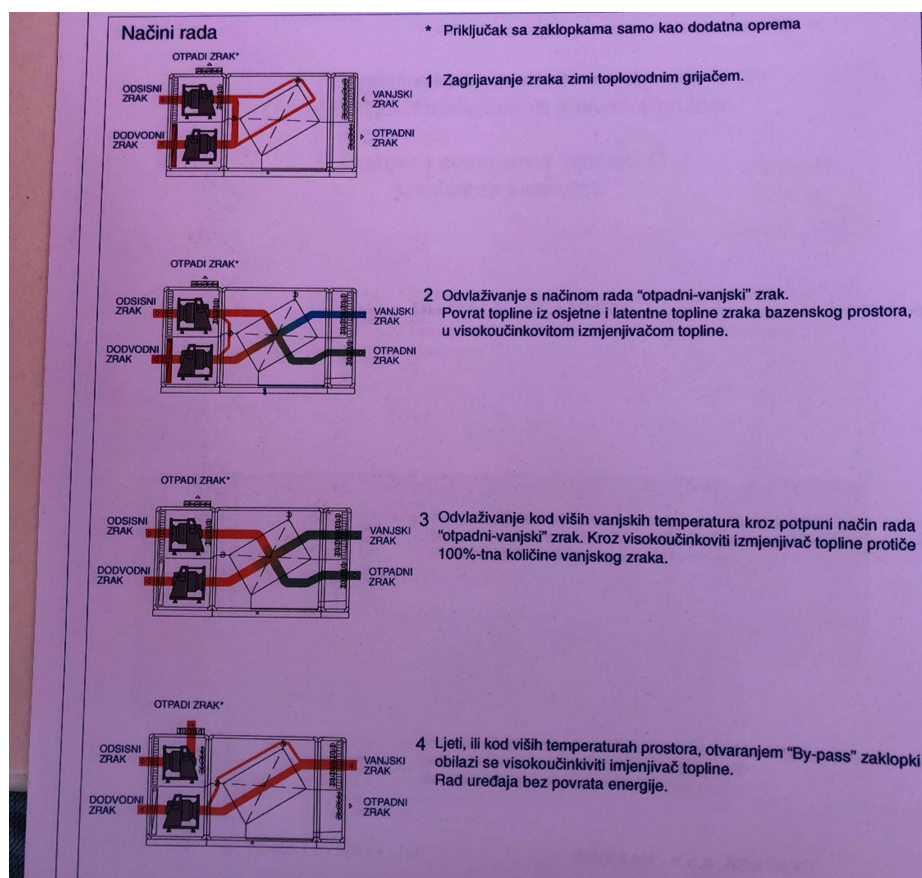 Načini rada
* Priključak sa zaklopkama samo kao dodatna oprema
OTPADI ZRAK*
ODSISNI
ZRAK
DODVODNI
ZRAK
VANJSKI
ZRAK
OTPADNI
ZRAK
1 Zagrijavanje zraka zimi toplovodnim grijačem.
OTPADI ZRAK*
ODSISNI
ZRAK
DODVODNI
ZRAK
VANJSKI
ZRAK
OTPADNI
ZRAK
2 Odvlaživanje s načinom rada “otpadni-vanjski” zrak.
Povrat topline iz osjetne i latentne topline zraka bazenskog prostora,
u visokoučinkovitom izmjenjivačom topline.
OTPADI ZRAK*
ODSISNI
ZRAK
DODVODNI
ZRAK
VANJSKI
ZRAK
OTPADNI
ZRAK
3 Odvlaživanje kod viših vanjskih temperatura kroz potpuni način rada
“otpadni-vanjski” zrak. Kroz visokoučinkoviti izmjenjivač topline protiče
100%-tna količine vanjskog zraka.
OTPADI ZRAK*
ODSISNI
ZRAK
DODVODNI
ZRAK
VANJSKI
ZRAK
OTPADNI
ZRAK
4 Ljeti, ili kod viših temperaturah prostora, otvaranjem “By-pass” zaklopki
obilazi se visokoučinkiviti imjenjivač topline.
Rad uređaja bez povrata energije.